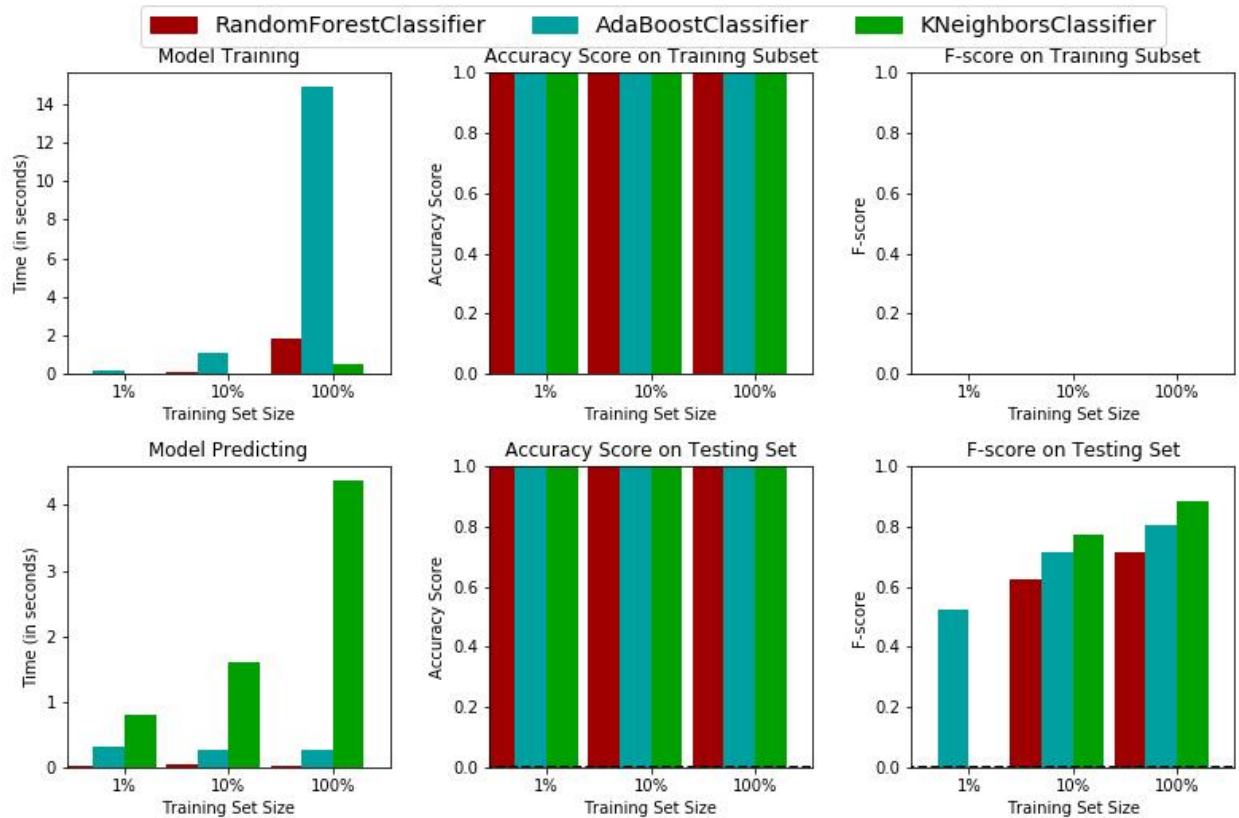 RandomForestClassifier AdaBoostClassifier KNeighborsClassifier
Model Training
Time (in seconds)
14
12
10
8
6
4
2
0
1% 10% 100%
Training Set Size
Accuracy Score on Training Subset
Accuracy Score
1.0
0.8
0.6
0.4
0.2
0.0
1% 10% 100%
Training Set Size
F-score on Training Subset
F-score
1.0
0.8
0.6
0.4
0.2
0.0
1% 10% 100%
Training Set Size
Model Predicting
Time (in seconds)
4
3
2
1
0
1% 10% 100%
Training Set Size
Accuracy Score on Testing Set
Accuracy Score
1.0
0.8
0.6
0.4
0.2
0.0
1% 10% 100%
Training Set Size
F-score on Testing Set
F-score
1.0
0.8
0.6
0.4
0.2
0.0
1% 10% 100%
Training Set Size